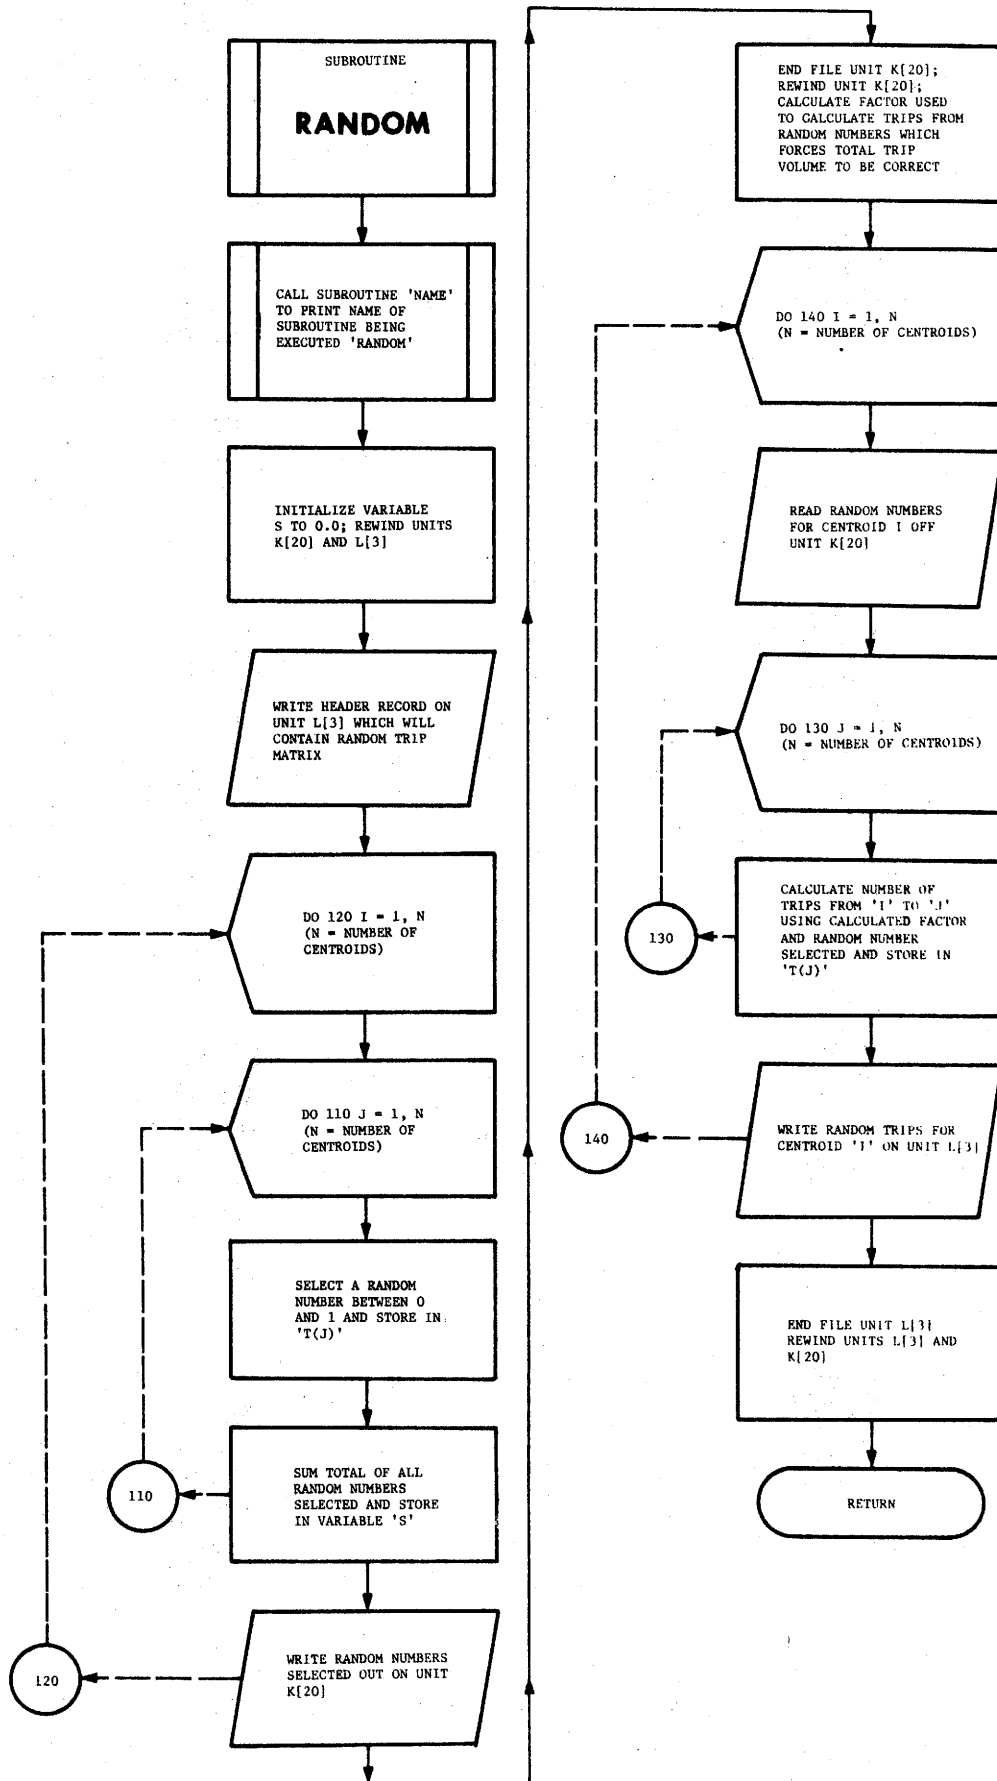 SUBROUTINE
RANDOM
CALL SUBROUTINE 'NAME'
TO PRINT NAME OF
SUBROUTINE BEING
EXECUTED 'RANDOM'
INITIALIZE VARIABLE
S TO 0.0; REWIND UNITS
K[20] AND L[3]
WRITE HEADER RECORD ON
UNIT L[3] WHICH WILL
CONTAIN RANDOM TRIP
MATRIX
DO 120 I = 1, N
(N = NUMBER OF
CENTROIDS)
DO 110 J = 1, N
(N = NUMBER OF
CENTROIDS)
SELECT A RANDOM
NUMBER BETWEEN 0
AND 1 AND STORE IN
'T(J)'
SUM TOTAL OF ALL
RANDOM NUMBERS
SELECTED AND STORE
IN VARIABLE 'S'
110
WRITE RANDOM NUMBERS
SELECTED OUT ON UNIT
K[20]
120
END FILE UNIT K[20];
REWIND UNIT K[20];
CALCULATE FACTOR USED
TO CALCULATE TRIPS FROM
RANDOM NUMBERS WHICH
FORCES TOTAL TRIP
VOLUME TO BE CORRECT
DO 140 I = 1, N
(N = NUMBER OF CENTROIDS)
READ RANDOM NUMBERS
FOR CENTROID I OFF
UNIT K[20]
DO 130 J = 1, N
(N = NUMBER OF CENTROIDS)
CALCULATE NUMBER OF
TRIPS FROM 'I' TO 'J'
USING CALCULATED FACTOR
AND RANDOM NUMBER
SELECTED AND STORE IN
'T(J)'
130
WRITE RANDOM TRIPS FOR
CENTROID 'I' ON UNIT L[3]
140
END FILE UNIT L[3]
REWIND UNITS L[3] AND
K[20]
RETURN